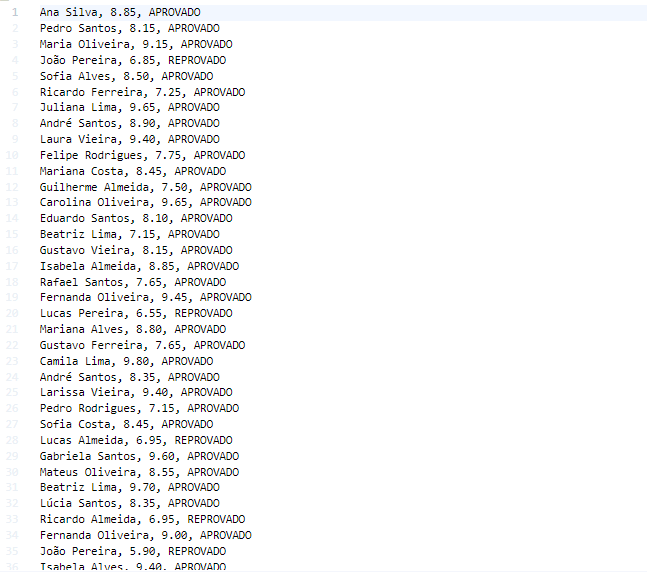 1 Ana Silva, 8.85, APROVADO
2 Pedro Santos, 8.15, APROVADO
3 Maria Oliveira, 9.15, APROVADO
4 João Pereira, 6.85, REPROVADO
5 Sofia Alves, 8.50, APROVADO
6 Ricardo Ferreira, 7.25, APROVADO
7 Juliana Lima, 9.65, APROVADO
8 André Santos, 8.90, APROVADO
9 Laura Vieira, 9.40, APROVADO
10 Felipe Rodrigues, 7.75, APROVADO
11 Mariana Costa, 8.45, APROVADO
12 Guilherme Almeida, 7.50, APROVADO
13 Carolina Oliveira, 9.65, APROVADO
14 Eduardo Santos, 8.10, APROVADO
15 Beatriz Lima, 7.15, APROVADO
16 Gustavo Vieira, 8.15, APROVADO
17 Isabela Almeida, 8.85, APROVADO
18 Rafael Santos, 7.65, APROVADO
19 Fernanda Oliveira, 9.45, APROVADO
20 Lucas Pereira, 6.55, REPROVADO
21 Mariana Alves, 8.80, APROVADO
22 Gustavo Ferreira, 7.65, APROVADO
23 Camila Lima, 9.80, APROVADO
24 André Santos, 8.35, APROVADO
25 Larissa Vieira, 9.40, APROVADO
26 Pedro Rodrigues, 7.15, APROVADO
27 Sofia Costa, 8.45, APROVADO
28 Lucas Almeida, 6.95, REPROVADO
29 Gabriela Santos, 9.60, APROVADO
30 Mateus Oliveira, 8.55, APROVADO
31 Beatriz Lima, 9.70, APROVADO
32 Lúcia Santos, 8.35, APROVADO
33 Ricardo Almeida, 6.95, REPROVADO
34 Fernanda Oliveira, 9.00, APROVADO
35 João Pereira, 5.90, REPROVADO
36 Isabela Alves, 9.40, APROVADO